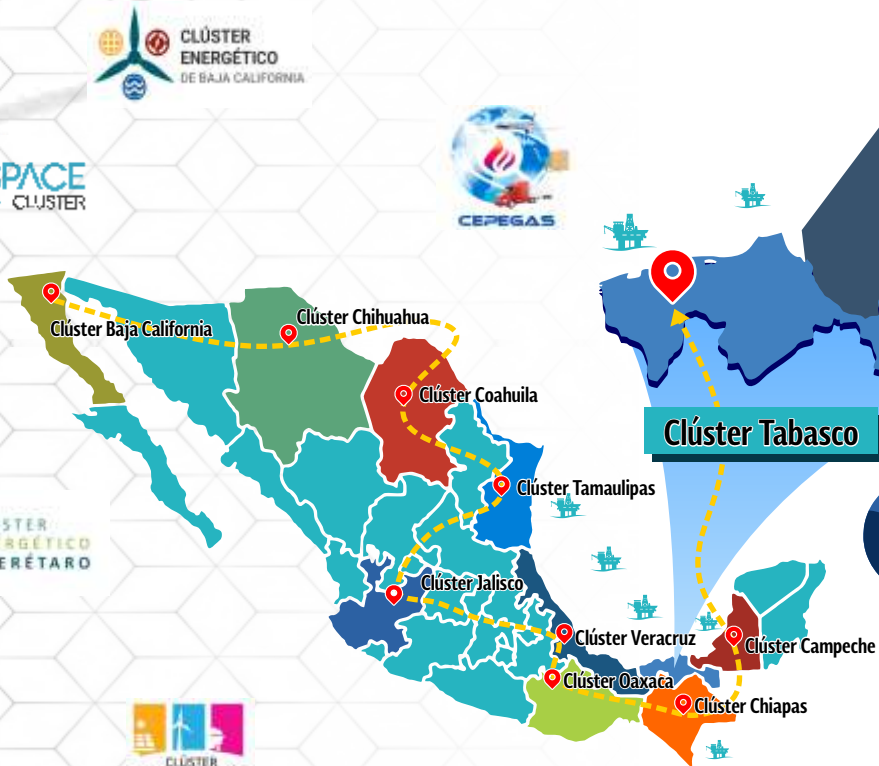 CLÚSTER
ENERGÉTICO
DE BAJA CALIFORNIA
PACE
CLUSTER
CEPEGAS
Clúster Baja California
Clúster Chihuahua
Clúster Coahuila
Clúster Tabasco
Clúster Tamaulipas
STER
RGÉTICO
ERÉTARO
Clúster Jalisco
Clúster Veracruz
Clúster Campeche
Clúster Oaxaca
Clúster Chiapas
CLÚSTER